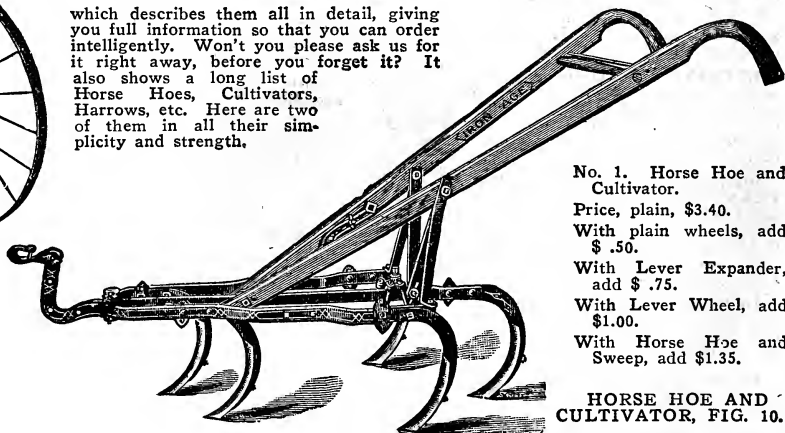 which describes them all in detail, giving
you full information so that you can order
intelligently. Won't you please ask us for
it right away, before you forget it? It
also shows a long list of
Horse Hoes, Cultivators,
Harrows, etc. Here are two
of them in all their sim-
plicity and strength.
IRON AGE
No. 1. Horse Hoe and
Cultivator.
Price, plain, $3.40.
With plain wheels, add
$ .50.
With Lever Expander,
add $ .75.
With Lever Wheel, add
$1.00.
With Horse Hoe and
Sweep, add $1.35.
HORSE HOE AND
CULTIVATOR, FIG. 10.